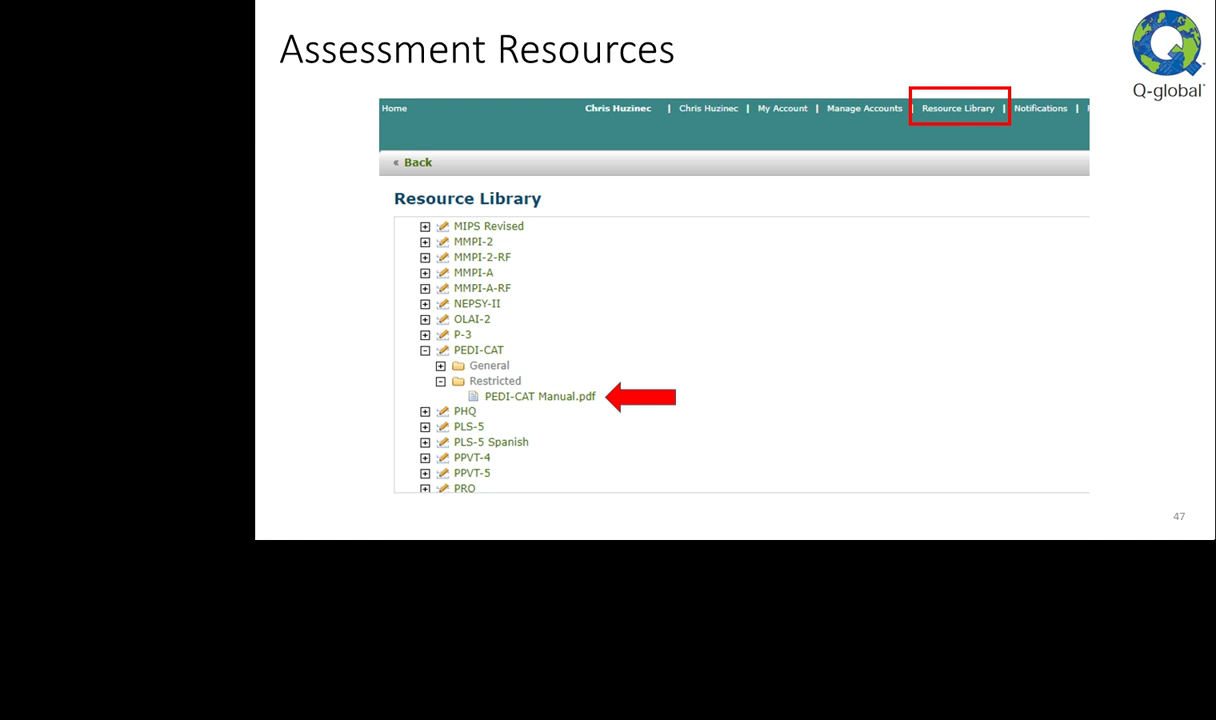 Assessment Resources
Q-global
Home Chris Huzinec | Chris Huzinec | My Account | Manage Accounts | Resource Library | Notifications |
« Back
Resource Library
MIPS Revised
MMPI-2
MMPI-2-RF
MMPI-A
MMPI-A-RF
NEPSY-II
OLAI-2
P-3
PEDI-CAT
General
Restricted
PEDI-CAT Manual.pdf
PHQ
PLS-5
PLS-5 Spanish
PPVT-4
PPVT-5
PRO
47